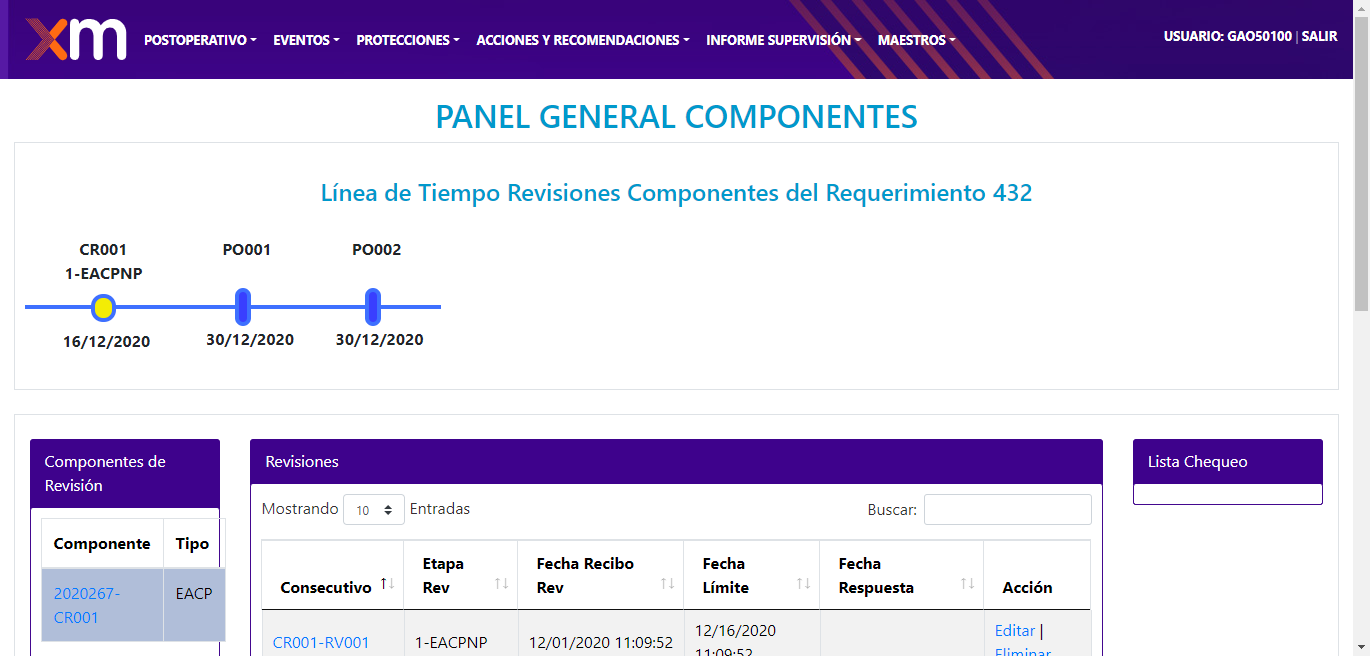 xm
POSTOPERATIVO EVENTOS PROTECCIONES ACCIONES Y RECOMENDACIONES INFORME SUPERVISIÓN MAESTROS USUARIO: GAO50100 | SALIR
PANEL GENERAL COMPONENTES
Línea de Tiempo Revisiones Componentes del Requerimiento 432
CR001 PO001 PO002
1-EACPNP
16/12/2020 30/12/2020 30/12/2020
Componentes de
Revisión
Componente Tipo
2020267-
CR001
EACP
Revisiones
Mostrando 10 Entradas Buscar:
Consecutivo Etapa
Rev
Fecha Recibo
Rev
Fecha
Límite
Fecha
Respuesta
Acción
CR001-RV001 1-EACPNP 12/01/2020 11:09:52 12/16/2020
11:09:52
Editar |
Eliminar
Lista Chequeo